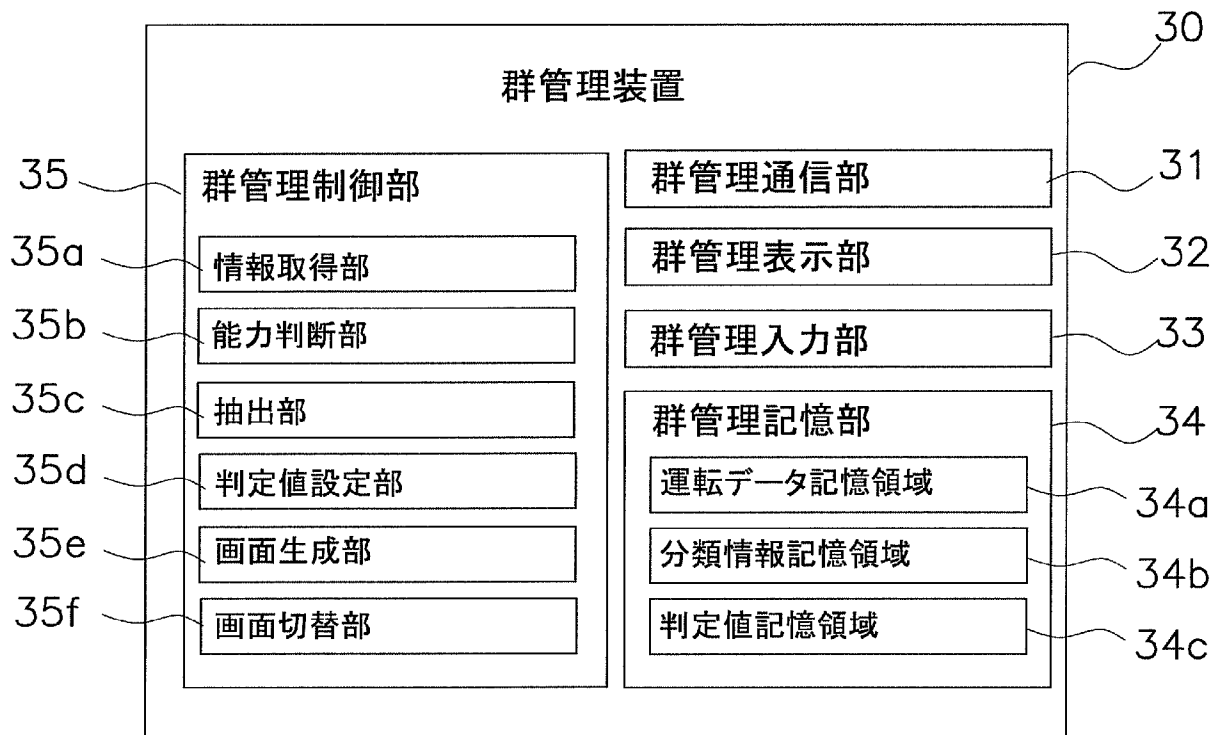 30
群管理装置
35
群管理制御部
35a
情報取得部
35b
能力判断部
35c
抽出部
35d
判定値設定部
35e
画面生成部
35f
画面切替部
群管理通信部
31
群管理表示部
32
群管理入力部
33
群管理記憶部
34
運転データ記憶領域
34a
分類情報記憶領域
34b
判定値記憶領域
34c